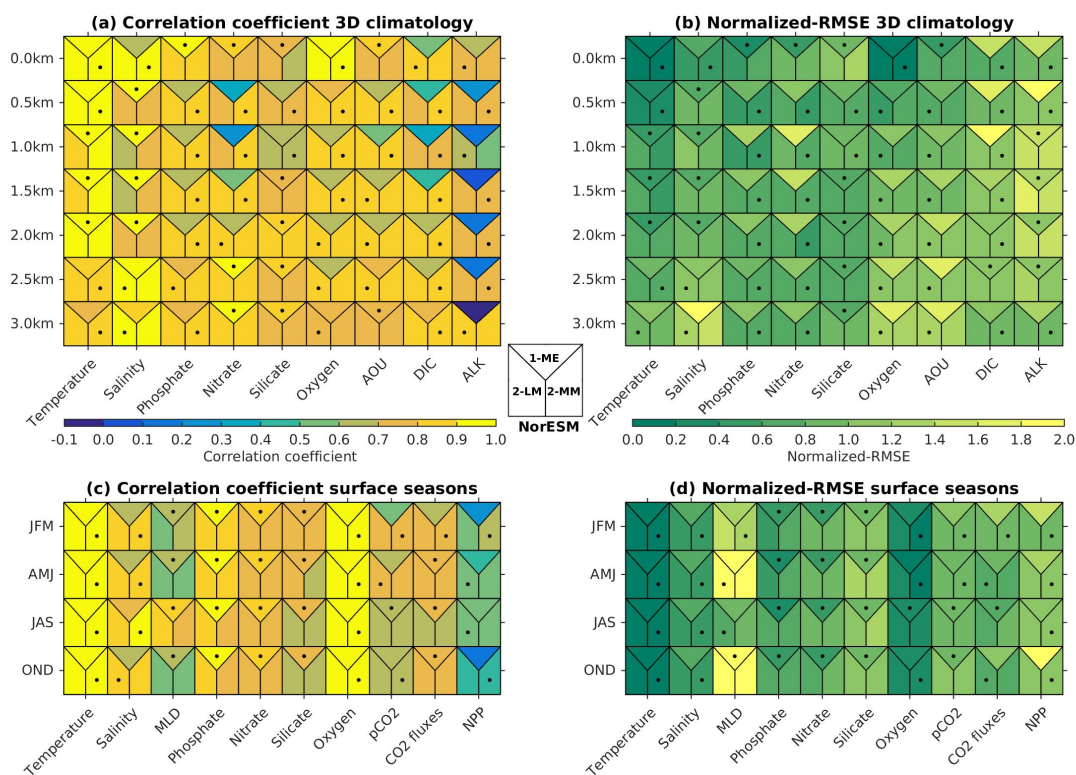 (a) Correlation coefficient 3D climatology
0.0km
0.5km
1.0km
1.5km
2.0km
2.5km
3.0km
Temperature
Salinity
Phosphate
Nitrate
Silicate
Oxygen
AOU
DIC
ALK
-0.1 0.0 0.1 0.2 0.3 0.4 0.5 0.6 0.7 0.8 0.9 1.0
Correlation coefficient
(b) Normalized-RMSE 3D climatology
0.0km
0.5km
1.0km
1.5km
2.0km
2.5km
3.0km
Temperature
Salinity
Phosphate
Nitrate
Silicate
Oxygen
AOU
DIC
ALK
0.0 0.2 0.4 0.6 0.8 1.0 1.2 1.4 1.6 1.8 2.0
Normalized-RMSE
1-ME
2-LM 2-MM
NorESM
(c) Correlation coefficient surface seasons
JFM
AMJ
JAS
OND
Temperature
Salinity
MLD
Phosphate
Nitrate
Silicate
Oxygen
pCO2
CO2 fluxes
NPP
(d) Normalized-RMSE surface seasons
JFM
AMJ
JAS
OND
Temperature
Salinity
MLD
Phosphate
Nitrate
Silicate
Oxygen
pCO2
CO2 fluxes
NPP